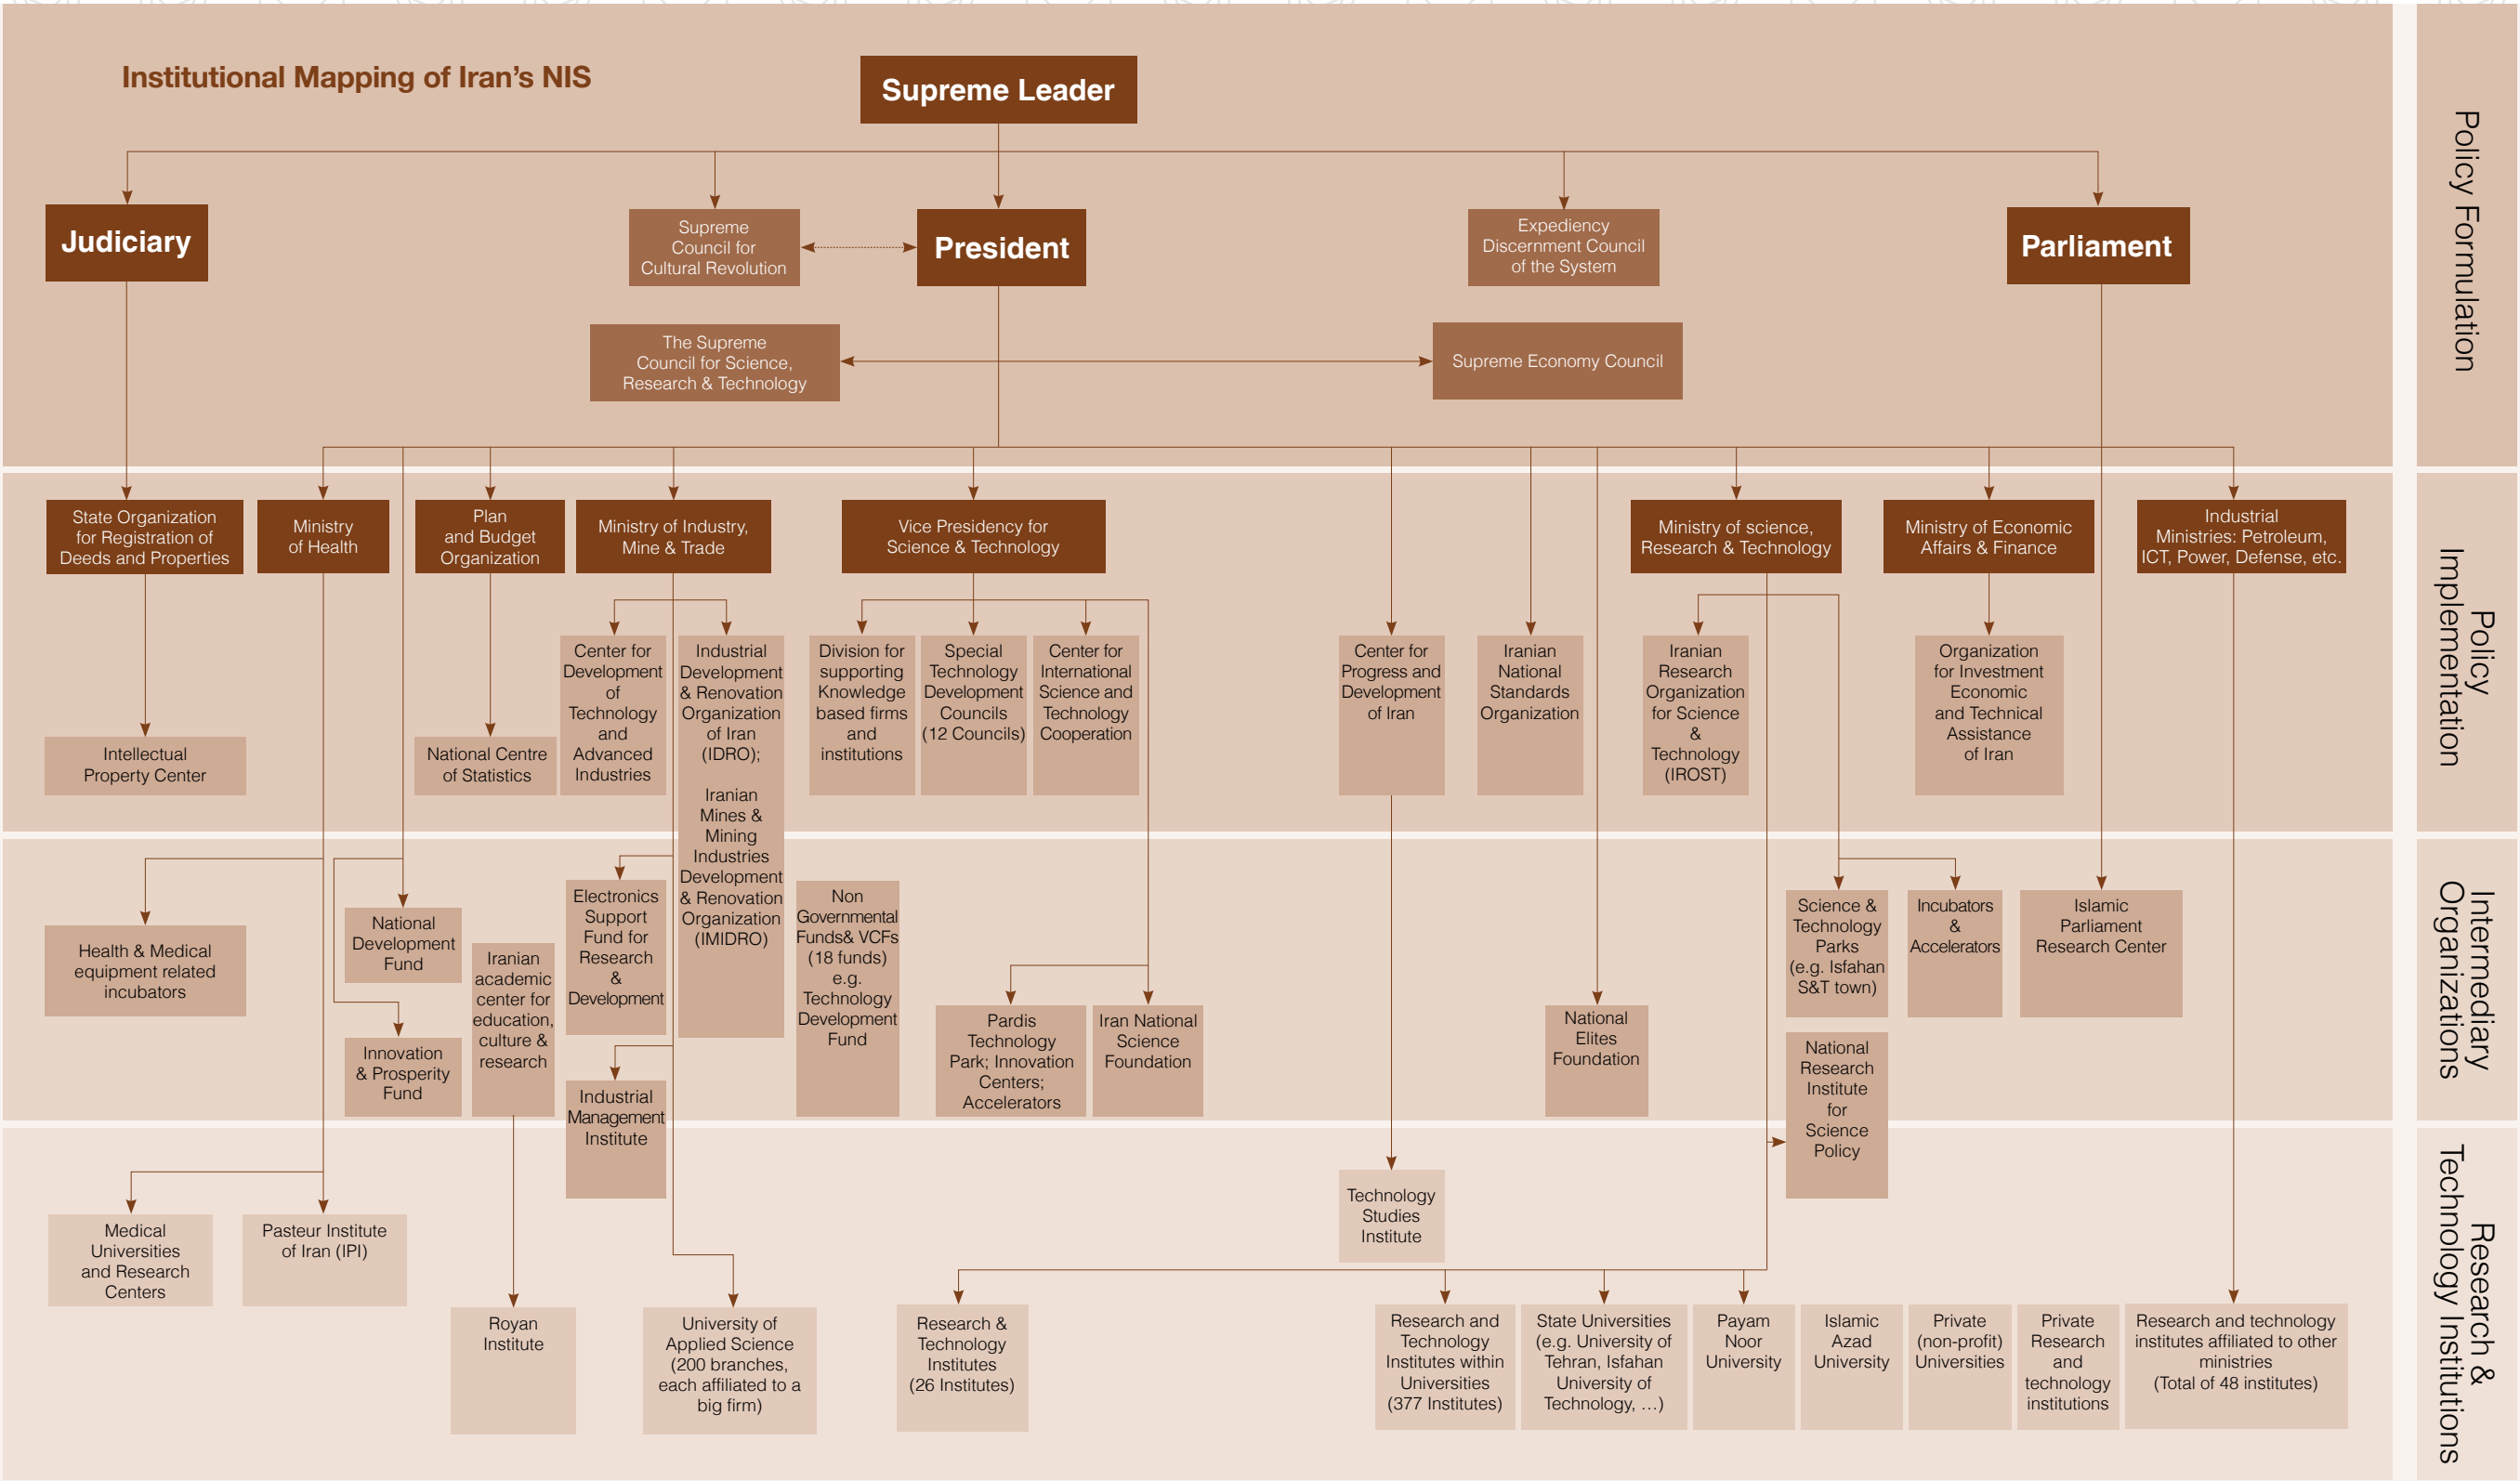 Institutional Mapping of Iran's NIS
Supreme Leader
Judiciary
Supreme
Council for
Cultural Revolution
President
Expediency
Discernment Council
of the System
Parliament
The Supreme
Council for Science,
Research & Technology
Supreme Economy Council
Policy Formulation
State Organization
for Registration of
Deeds and Properties
Ministry
of Health
Plan
and Budget
Organization
Ministry of Industry,
Mine & Trade
Vice Presidency for
Science & Technology
Ministry of science,
Research & Technology
Ministry of Economic
Affairs & Finance
Industrial
Ministries: Petroleum,
ICT, Power, Defense, etc.
Intellectual
Property Center
National Centre
of Statistics
Center for
Development
of
Technology
and
Advanced
Industries
Industrial
Development
& Renovation
Organization
of Iran
(IDRO);
Iranian
Mines &
Mining
Industries
Development
& Renovation
Organization
(IMIDRO)
Division for
supporting
Knowledge
based firms
and
institutions
Special
Technology
Development
Councils
(12 Councils)
Center for
International
Science and
Technology
Cooperation
Center for
Progress and
Development
of Iran
Iranian
National
Standards
Organization
Iranian
Research
Organization
for Science
&
Technology
(IROST)
Organization
for Investment
Economic
and Technical
Assistance
of Iran
Policy
Implementation
Health & Medical
equipment related
incubators
National
Development
Fund
Innovation
& Prosperity
Fund
Iranian
academic
center for
education,
culture &
research
Electronics
Support
Fund for
Research
&
Development
Industrial
Management
Institute
Non
Governmental
Funds& VCFs
(18 funds)
e.g.
Technology
Development
Fund
Pardis
Technology
Park; Innovation
Centers;
Accelerators
Iran National
Science
Foundation
National
Elites
Foundation
Science &
Technology
Parks
(e.g. Isfahan
S&T town)
Incubators
&
Accelerators
Islamic
Parliament
Research Center
National
Research
Institute
for
Science
Policy
Intermediary
Organizations
Medical
Universities
and Research
Centers
Pasteur Institute
of Iran (IPI)
Royan
Institute
University of
Applied Science
(200 branches,
each affiliated to a
big firm)
Research &
Technology
Institutes
(26 Institutes)
Technology
Studies
Institute
Research and
Technology
Institutes within
Universities
(377 Institutes)
State Universities
(e.g. University of
Tehran, Isfahan
University of
Technology, …)
Payam
Noor
University
Islamic
Azad
University
Private
(non-profit)
Universities
Private
Research
and
technology
institutions
Research and technology
institutes affiliated to other
ministries
(Total of 48 institutes)
Research &
Technology Institutions